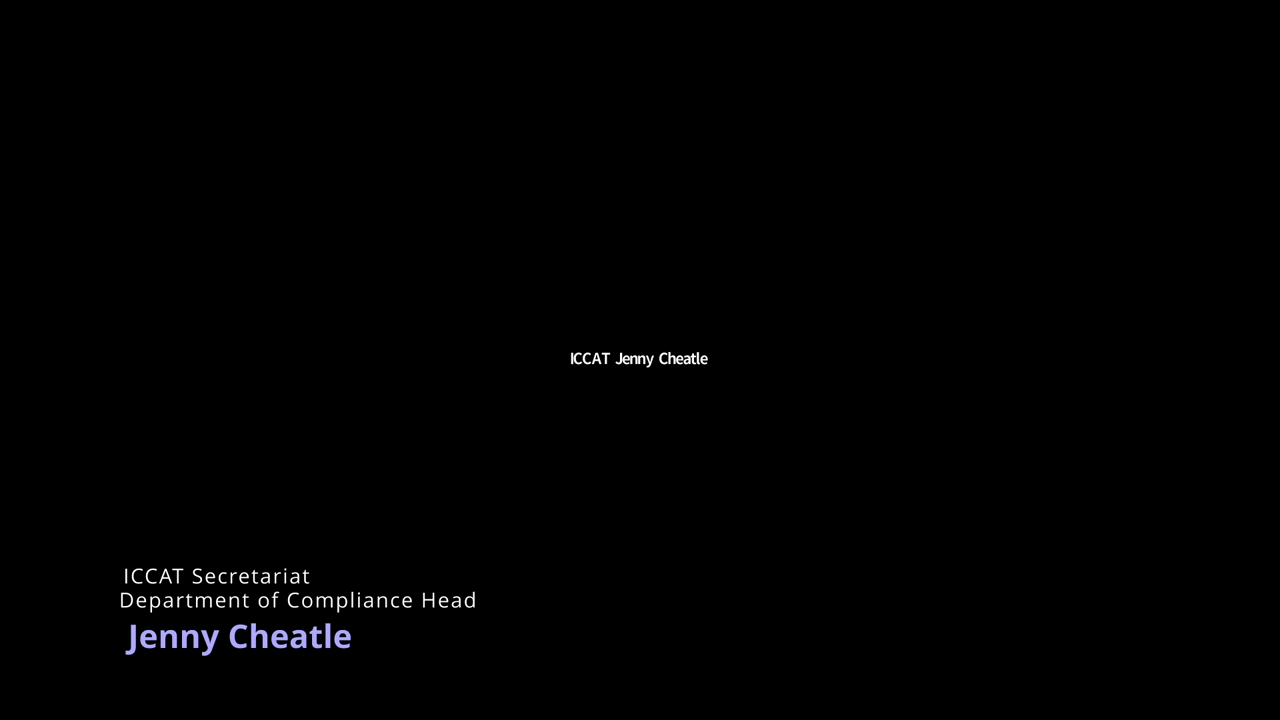 ICCAT Jenny Cheatle
ICCAT Secretariat
Department of Compliance Head
Jenny Cheatle